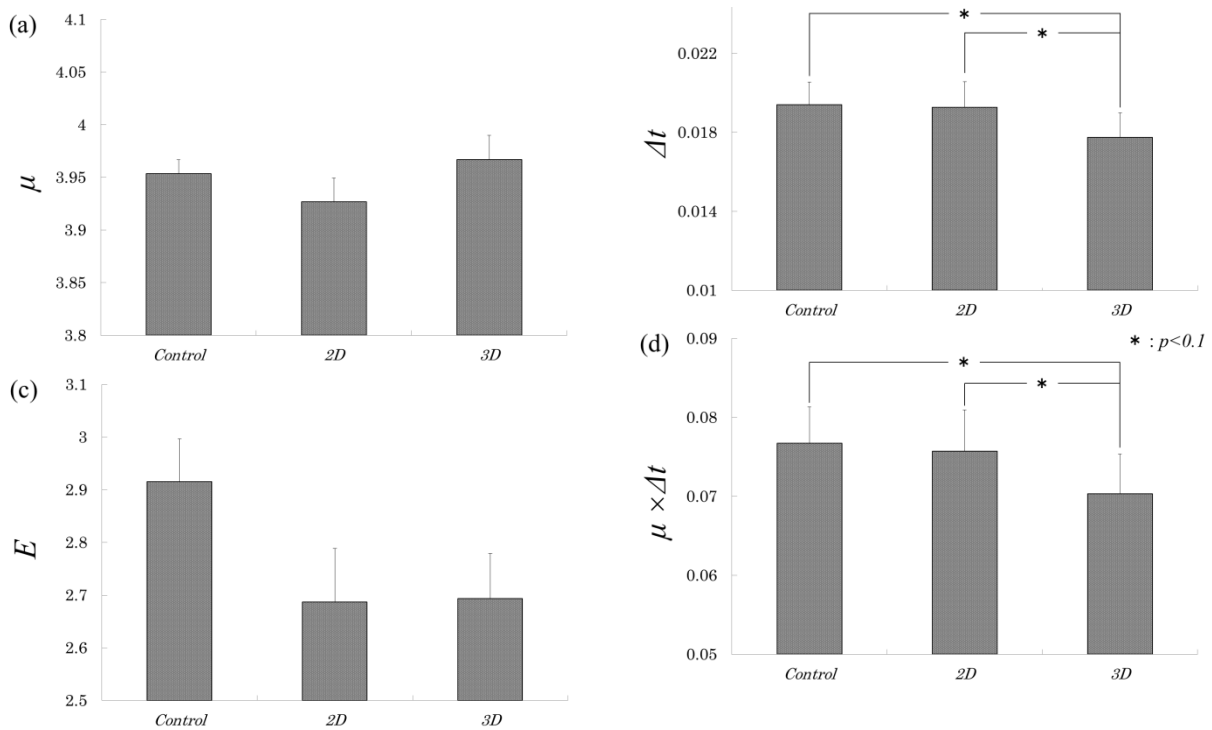 (a)
4.1
4.05
4
3.95
3.9
3.85
3.8
μ
Control 2D 3D
0.022
0.018
0.014
0.01
Δt
* 
*
Control 2D 3D
(c)
3.1
3
2.9
2.8
2.7
2.6
2.5
E
Control 2D 3D
(d)
* : p<0.1
0.09
0.08
0.07
0.06
0.05
μ ×Δt
*
*
Control 2D 3D